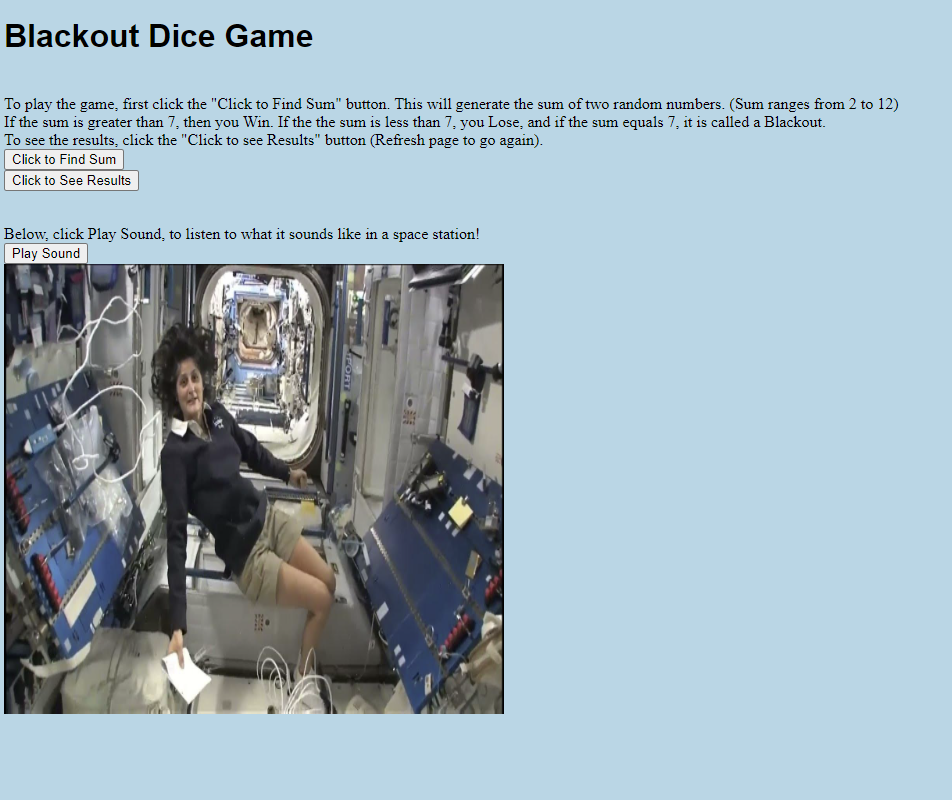 Blackout Dice Game
To play the game, first click the "Click to Find Sum" button. This will generate the sum of two random numbers. (Sum ranges from 2 to 12)
If the sum is greater than 7, then you Win. If the the sum is less than 7, you Lose, and if the sum equals 7, it is called a Blackout.
To see the results, click the "Click to see Results" button (Refresh page to go again).
Click to Find Sum
Click to See Results
Below, click Play Sound, to listen to what it sounds like in a space station!
Play Sound
PORT